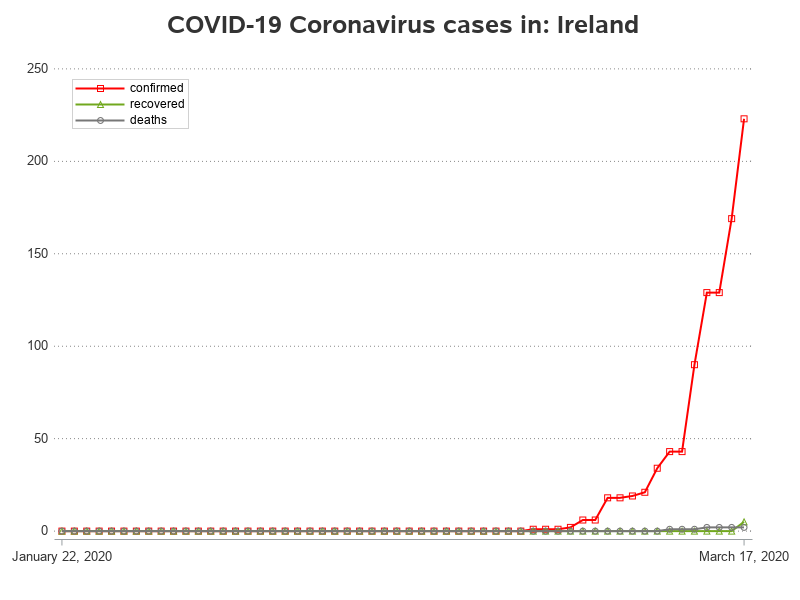 COVID-19 Coronavirus cases in: Ireland
250
confirmed
recovered
deaths
200
150
100
50
0
January 22, 2020
March 17, 2020